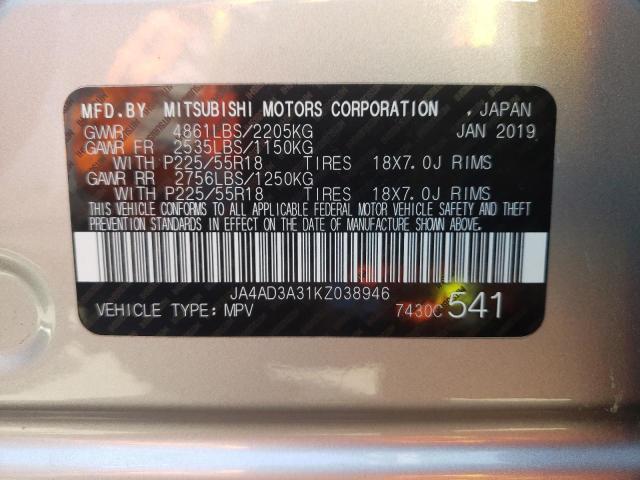 MFD.BY MITSUBISHI MOTORS CORPORATION , JAPAN
GVWR 4861LBS/2205KG JAN 2019
GAWR FR 2535LBS/1150KG
WITH P225/55R18 TIRES 18X7.0J RIMS
GAWR RR 2756LBS/1250KG
WITH P225/55R18 TIRES 18X7.0J RIMS
THIS VEHICLE CONFORMS TO ALL APPLICABLE FEDERAL MOTOR VEHICLE SAFETY AND THEFT
PREVENTION STANDARDS IN EFFECT ON THE DATE OF MANUFACTURE SHOWN ABOVE.
JA4AD3A31KZ038946
VEHICLE TYPE: MPV 7430C 541